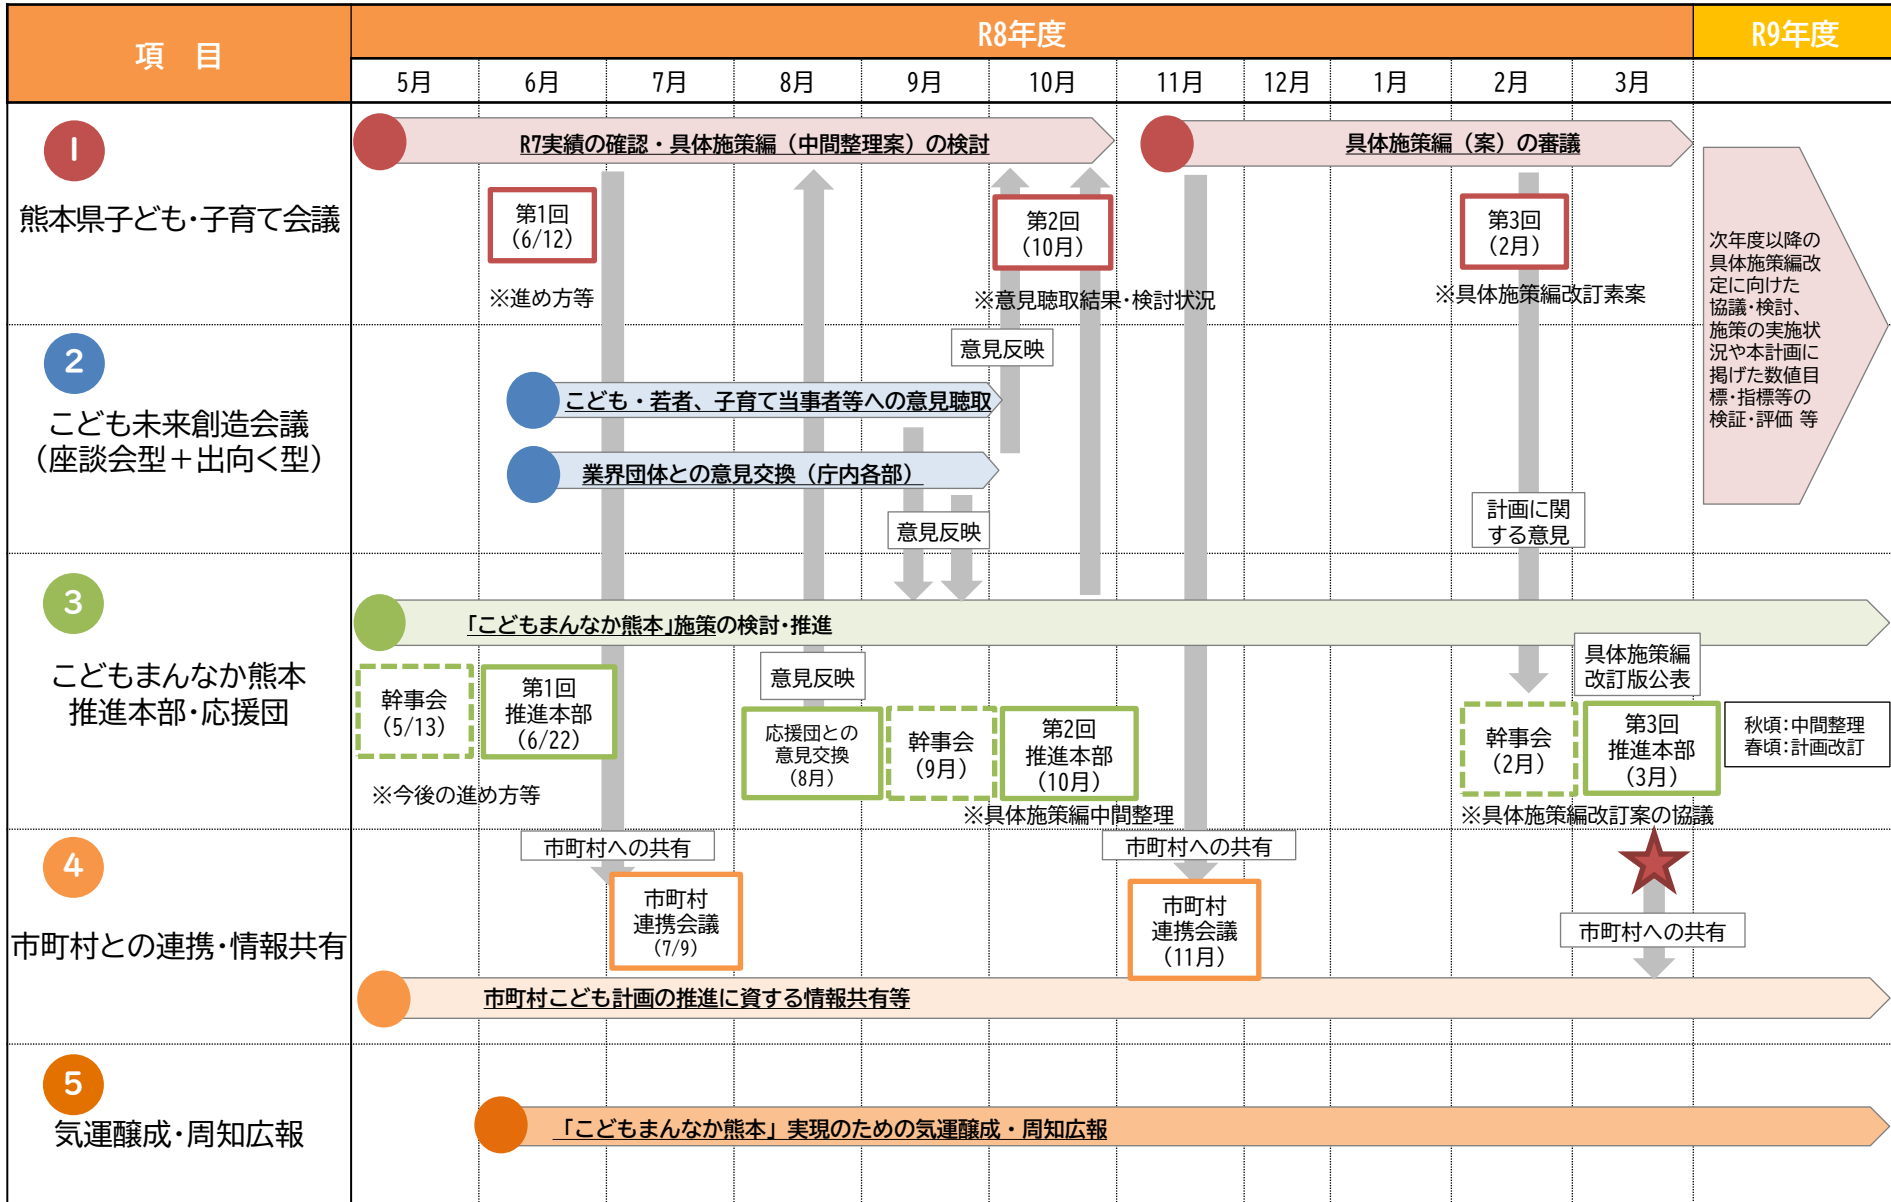 項　目
R8年度
R9年度
5月
6月
7月
8月
9月
10月
11月
12月
1月
2月
3月
1
熊本県子ども・子育て会議
R7実績の確認・具体施策編（中間整理案）の検討
具体施策編（案）の審議
第1回
(6/12)
※進め方等
第2回
(10月)
※意見聴取結果・検討状況
第3回
(2月)
※具体施策編改訂素案
次年度以降の
具体施策編改
定に向けた
協議・検討、
施策の実施状
況や本計画に
掲げた数値目
標・指標等の
検証・評価 等
2
こども未来創造会議
（座談会型＋出向く型）
意見反映
こども・若者、子育て当事者等への意見聴取
業界団体との意見交換（庁内各部）
意見反映
計画に関
する意見
3
こどもまんなか熊本
推進本部・応援団
「こどもまんなか熊本」施策の検討・推進
幹事会
(5/13)
※今後の進め方等
第1回
推進本部
(6/22)
意見反映
応援団との
意見交換
(8月)
幹事会
(9月)
第2回
推進本部
(10月)
※具体施策編中間整理
幹事会
(2月)
具体施策編
改訂版公表
第3回
推進本部
(3月)
※具体施策編改訂案の協議
秋頃：中間整理
春頃：計画改訂
4
市町村との連携・情報共有
市町村への共有
市町村
連携会議
(7/9)
市町村への共有
市町村
連携会議
(11月)
市町村への共有
市町村こども計画の推進に資する情報共有等
5
気運醸成・周知広報
「こどもまんなか熊本」実現のための気運醸成・周知広報